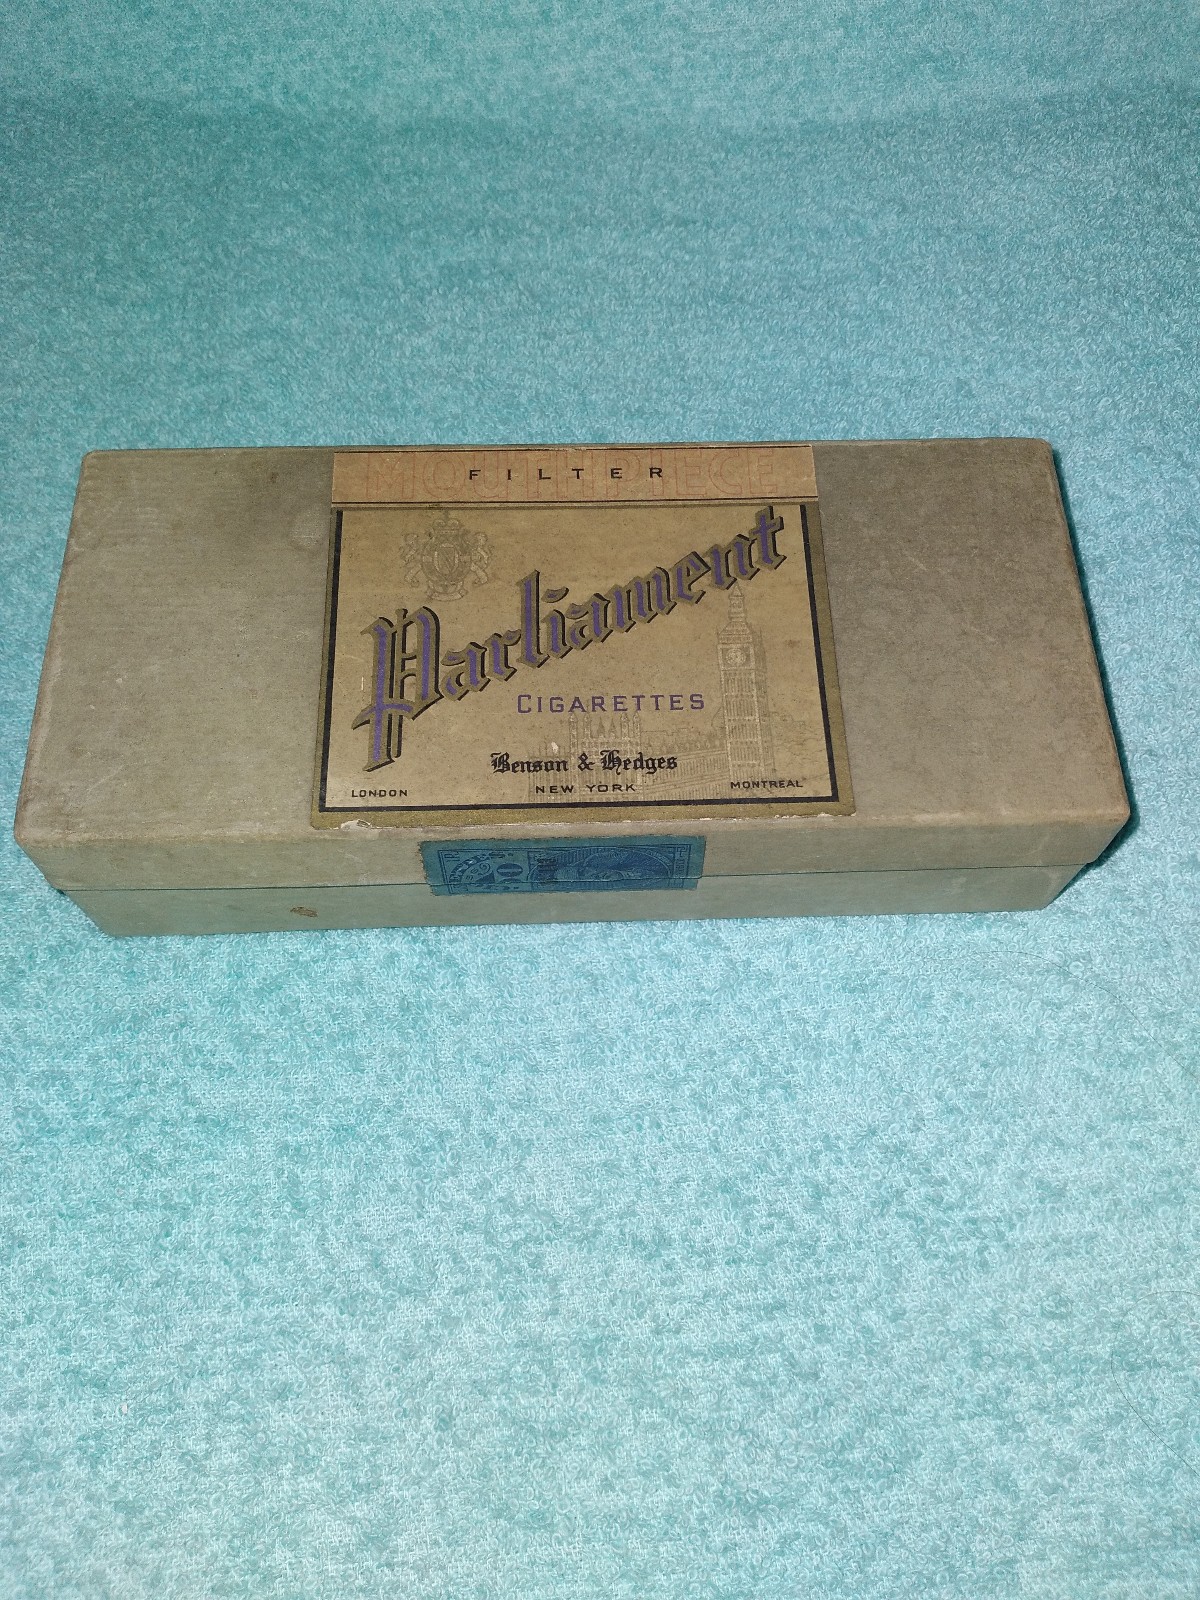 MOUTHPIECE
FILTER
Parliament
CIGARETTES
Benson & Hedges
LONDON NEW YORK MONTREAL